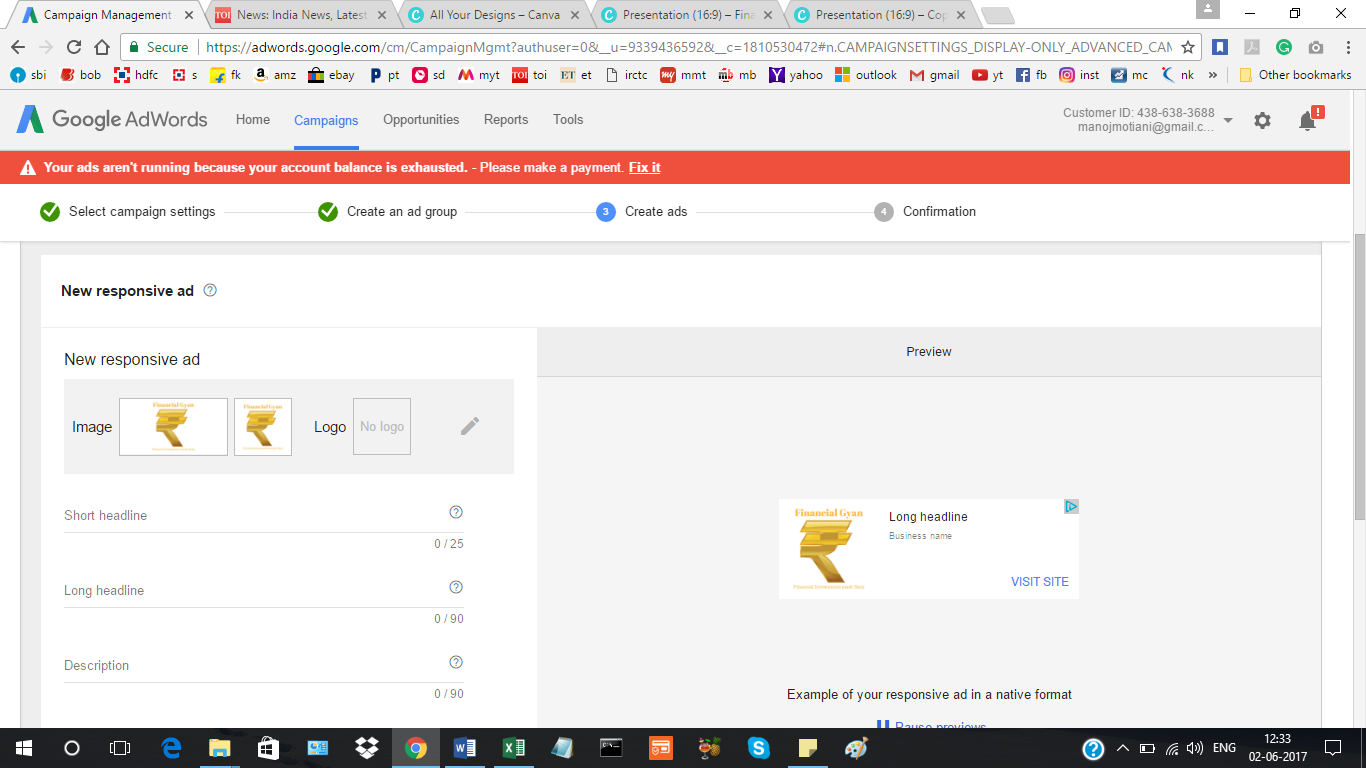 Campaign Management
News: India News, Latest
All Your Designs – Canva
Presentation (16:9) – Fina
Presentation (16:9) – Cop
Secure
https://adwords.google.com/cm/CampaignMgmt?authuser=0&__u=9339436592&__c=1810530472#n.CAMPAIGNSETTINGS_DISPLAY-ONLY_ADVANCED_CAM
sbi bob hdfc s fk amz ebay pt sd myt toi et irctc mmt mb yahoo outlook gmail yt fb inst mc nk » Other bookmarks
Google AdWords
Home Campaigns Opportunities Reports Tools
Customer ID: 438-638-3688
manojmotiani@gmail.c...
Your ads aren't running because your account balance is exhausted. - Please make a payment. Fix it
Select campaign settings
Create an ad group
3 Create ads
4 Confirmation
New responsive ad
New responsive ad
Image
Financial Gyan
Financial Gyan
Logo
No logo
Short headline
0 / 25
Long headline
0 / 90
Description
0 / 90
Preview
Financial Gyan
Long headline
Business name
VISIT SITE
Example of your responsive ad in a native format
Pause previews
ENG
12:33
02-06-2017